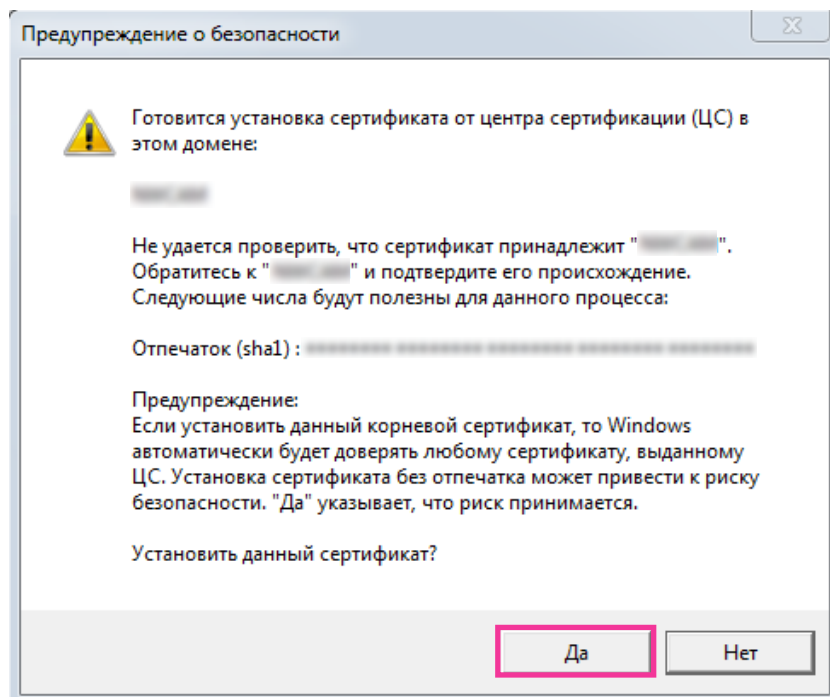 Предупреждение о безопасности
Готовится установка сертификата от центра сертификации (ЦС) в
этом домене:
Не удается проверить, что сертификат принадлежит " ".
Обратитесь к " " и подтвердите его происхождение.
Следующие числа будут полезны для данного процесса:
Отпечаток (sha1) :
Предупреждение:
Если установить данный корневой сертификат, то Windows
автоматически будет доверять любому сертификату, выданному
ЦС. Установка сертификата без отпечатка может привести к риску
безопасности. "Да" указывает, что риск принимается.
Установить данный сертификат?
Да
Нет